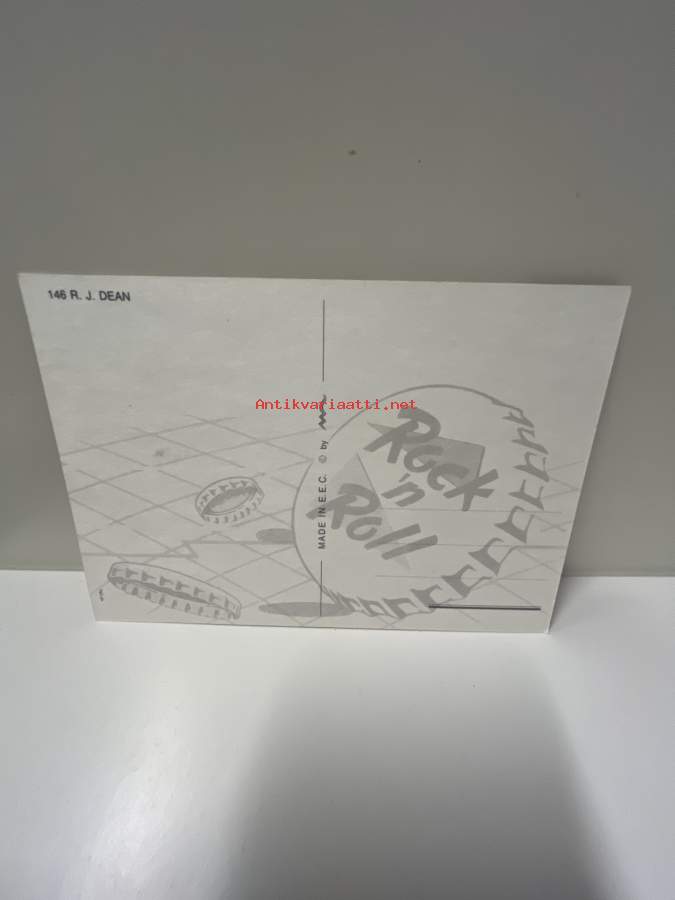 146 R. J. DEAN
Antikvariaatti.net
MADE IN E.E.C. © by
Rock
'n
Roll